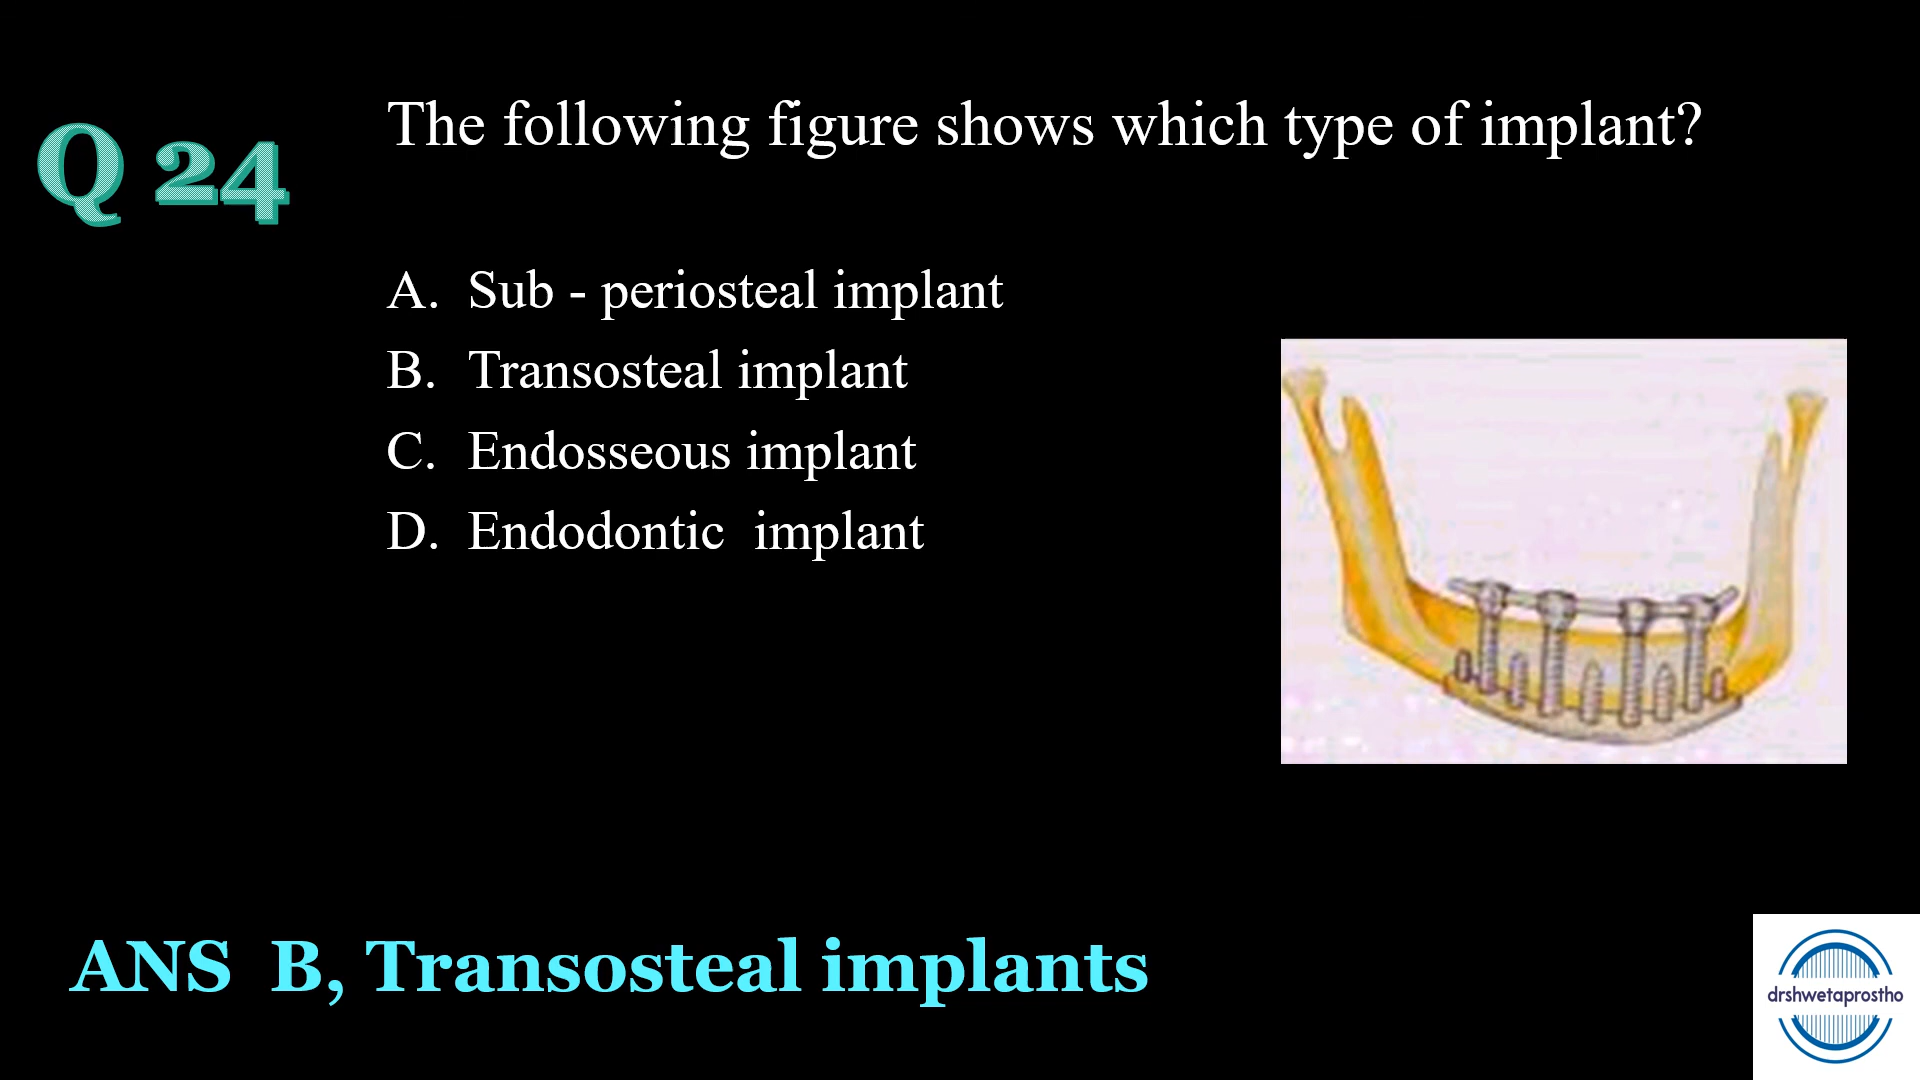 Q 24
The following figure shows which type of implant?
A. Sub - periosteal implant
B. Transosteal implant
C. Endosseous implant
D. Endodontic implant
ANS B, Transosteal implants
drshwetaprostho